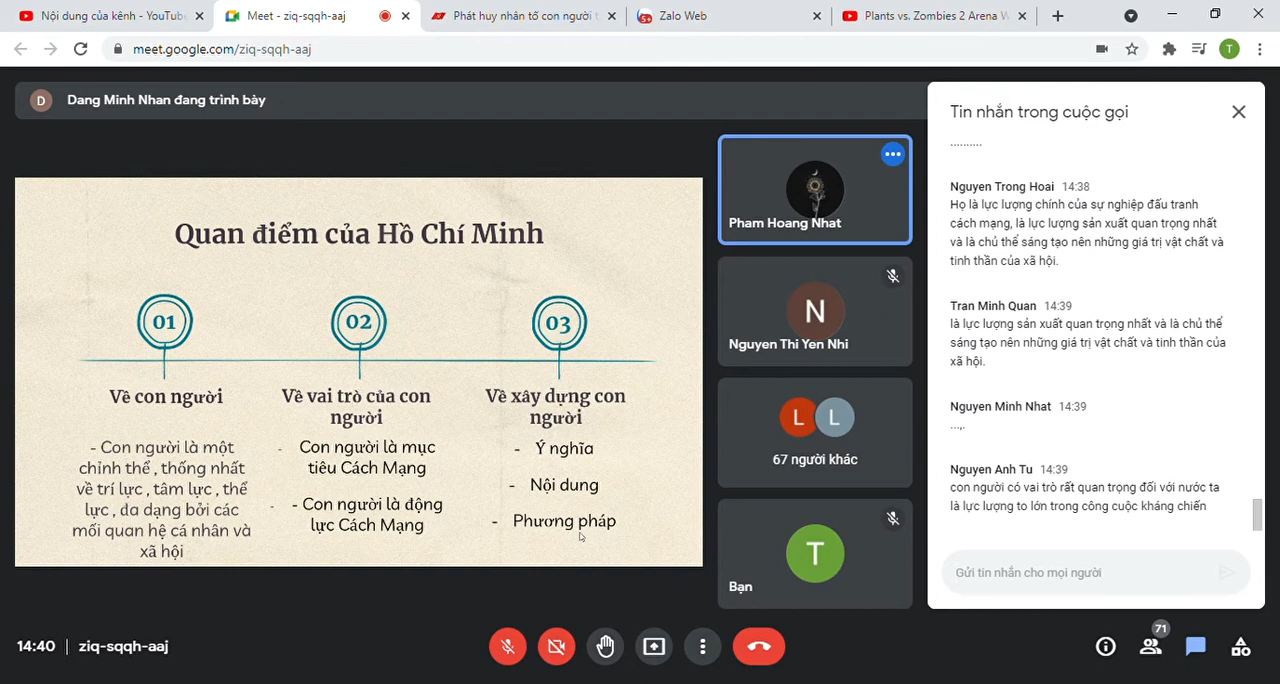 Nội dung của kênh - YouTube
Meet - ziq-sqqh-aaj
Phát huy nhân tố con người t
Zalo Web
Plants vs. Zombies 2 Arena W
meet.google.com/ziq-sqqh-aaj
T
D
Dang Minh Nhan đang trình bày
Quan điểm của Hồ Chí Minh
01
02
03
Về con người
Về vai trò của con
người
Về xây dựng con
người
- Con người là một
chỉnh thể , thống nhất
về trí lực , tâm lực , thể
lực , đa dạng bởi các
mối quan hệ cá nhân và
xã hội
- Con người là mục
tiêu Cách Mạng
- - Con người là động
lực Cách Mạng
- Ý nghĩa
- Nội dung
- Phương pháp
Pham Hoang Nhat
N
Nguyen Thi Yen Nhi
L L
67 người khác
T
Bạn
Tin nhắn trong cuộc gọi
..........
Nguyen Trong Hoai 14:38
Họ là lực lượng chính của sự nghiệp đấu tranh
cách mạng, là lực lượng sản xuất quan trọng nhất
và là chủ thể sáng tạo nên những giá trị vật chất và
tinh thần của xã hội.
Tran Minh Quan 14:39
là lực lượng sản xuất quan trọng nhất và là chủ thể
sáng tạo nên những giá trị vật chất và tinh thần của
xã hội.
Nguyen Minh Nhat 14:39
...,.
Nguyen Anh Tu 14:39
con người có vai trò rất quan trọng đối với nước ta
là lực lượng to lớn trong công cuộc kháng chiến
Gửi tin nhắn cho mọi người
14:40 | ziq-sqqh-aaj
71